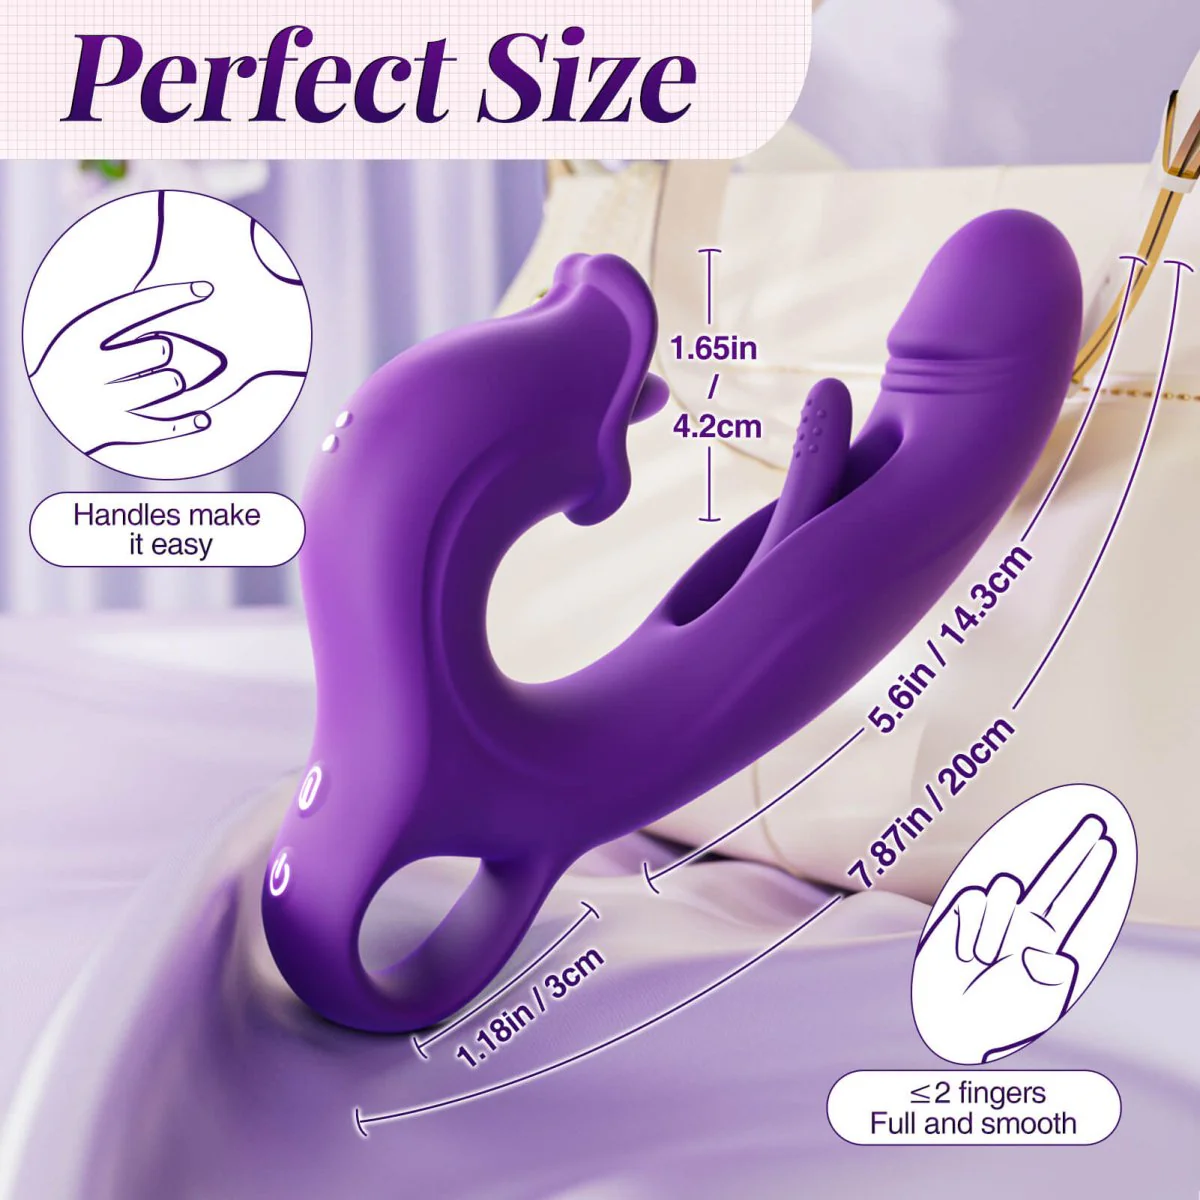 Perfect Size
1.65in
/
4.2cm
Handles make
it easy
5.6in / 14.3cm
7.87in / 20cm
1.18in / 3cm
≤2 fingers
Full and smooth